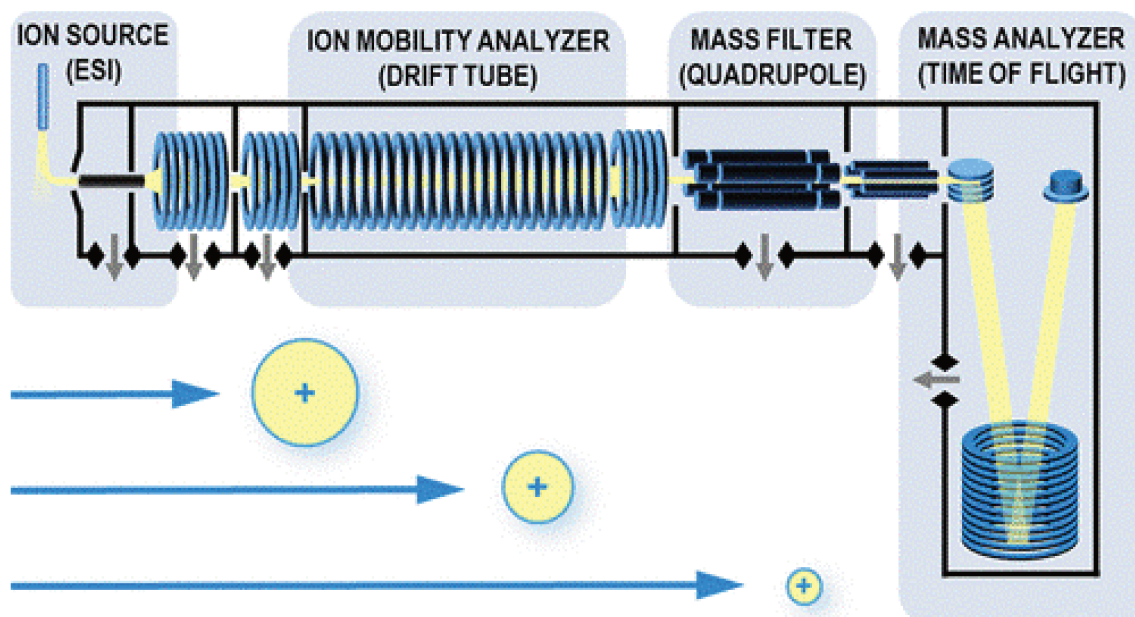 ION SOURCE
(ESI)
ION MOBILITY ANALYZER
(DRIFT TUBE)
MASS FILTER
(QUADRUPOLE)
MASS ANALYZER
(TIME OF FLIGHT)
+
+
+